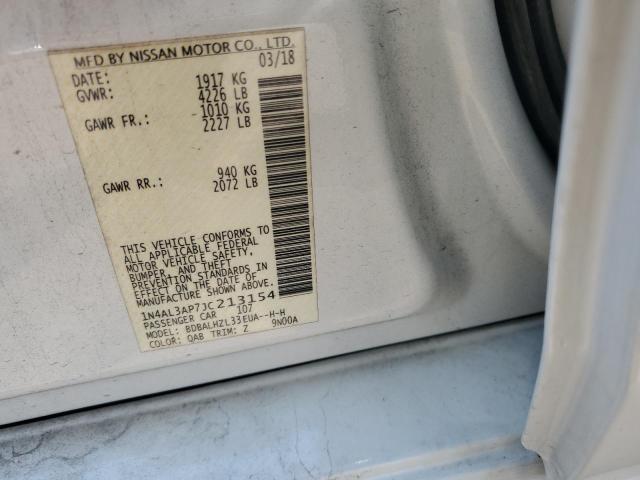 MFD BY NISSAN MOTOR CO., LTD.
DATE: 03/18
GVWR: 1917 KG
4226 LB
GAWR FR.: 1010 KG
2227 LB
GAWR RR.: 940 KG
2072 LB
THIS VEHICLE CONFORMS TO
ALL APPLICABLE FEDERAL
MOTOR VEHICLE SAFETY,
BUMPER, AND THEFT
PREVENTION STANDARDS IN
EFFECT ON THE DATE OF
MANUFACTURE SHOWN ABOVE.
1N4AL3AP7JC213154
PASSENGER CAR 107
MODEL: BDBALHZL33EUA--H-H
COLOR: QAB TRIM: Z 9N00A